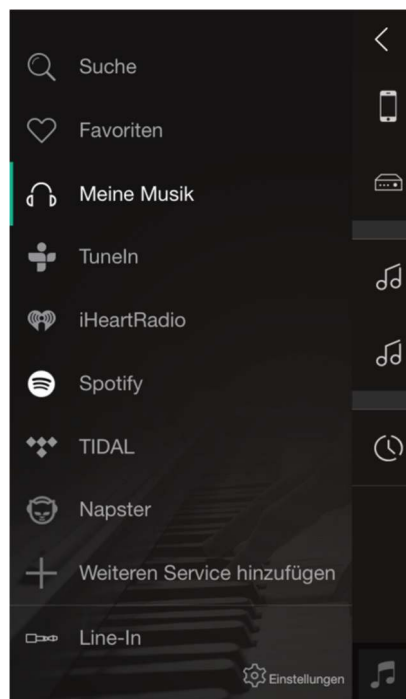 Suche
Favoriten
Meine Musik
TuneIn
iHeartRadio
Spotify
TIDAL
Napster
Weiteren Service hinzufügen
Line-In
Einstellungen